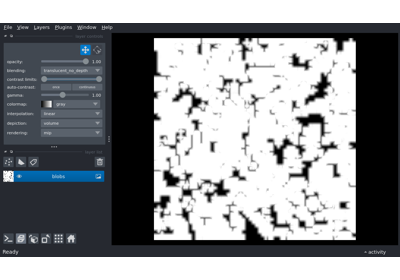 File View Layers Plugins Window Help
opacity: 1.00
blending: translucent_no_depth
contrast limits:
auto-contrast: once continuous
gamma: 1.00
colormap: gray
interpolation: linear
depiction: volume
rendering: mip
blobs
Ready activity